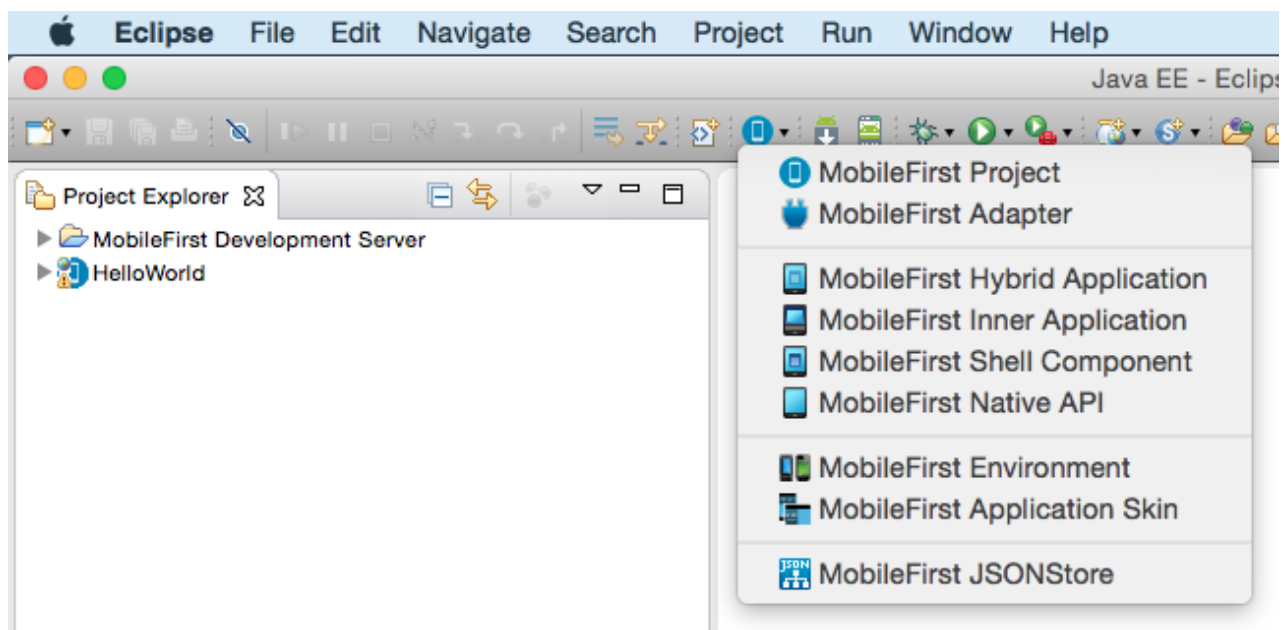 Eclipse File Edit Navigate Search Project Run Window Help
Java EE - Eclips
Project Explorer
MobileFirst Development Server
HelloWorld
MobileFirst Project
MobileFirst Adapter
MobileFirst Hybrid Application
MobileFirst Inner Application
MobileFirst Shell Component
MobileFirst Native API
MobileFirst Environment
MobileFirst Application Skin
JSON
MobileFirst JSONStore